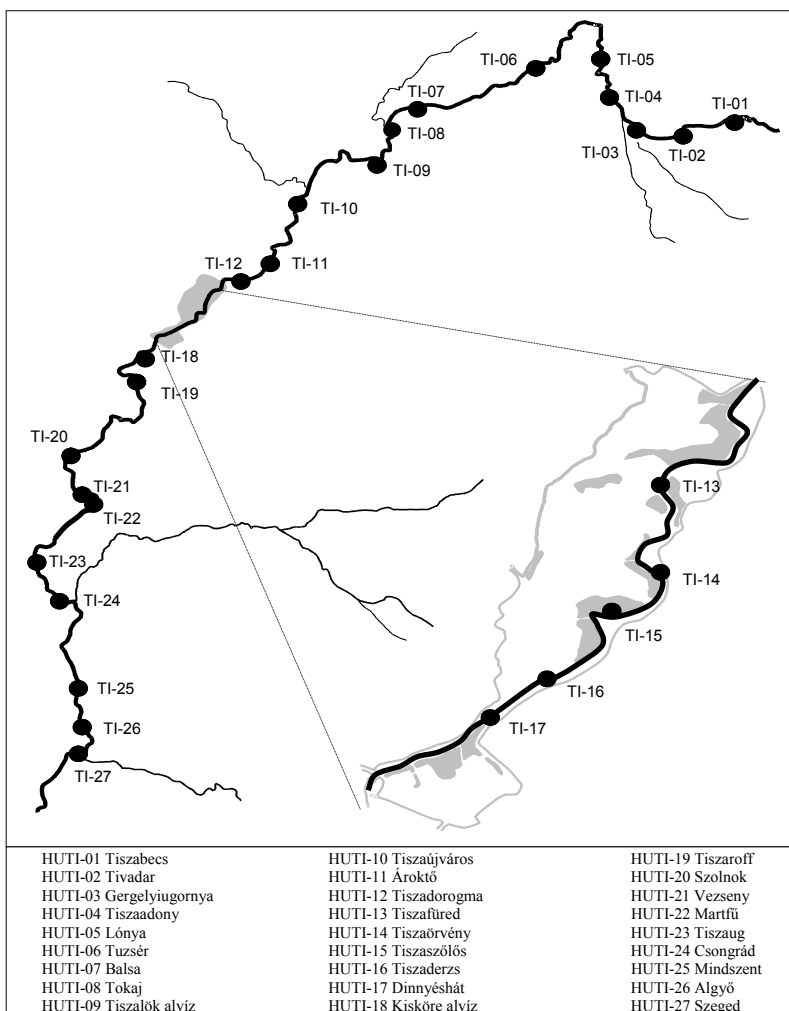 TI-01
TI-02
TI-03
TI-04
TI-05
TI-06
TI-07
TI-08
TI-09
TI-10
TI-11
TI-12
TI-18
TI-19
TI-20
TI-21
TI-22
TI-23
TI-24
TI-25
TI-26
TI-27
TI-13
TI-14
TI-15
TI-16
TI-17
HUTI-01 Tiszabecs
HUTI-02 Tivadar
HUTI-03 Gergelyiugornya
HUTI-04 Tiszaadony
HUTI-05 Lónya
HUTI-06 Tuzsér
HUTI-07 Balsa
HUTI-08 Tokaj
HUTI-09 Tiszalök alvíz
HUTI-10 Tiszaújváros
HUTI-11 Ároktő
HUTI-12 Tiszadorogma
HUTI-13 Tiszafüred
HUTI-14 Tiszaörvény
HUTI-15 Tiszaszőlős
HUTI-16 Tiszaderzs
HUTI-17 Dinnyéshát
HUTI-18 Kisköre alvíz
HUTI-19 Tiszaroff
HUTI-20 Szolnok
HUTI-21 Vezseny
HUTI-22 Martfű
HUTI-23 Tiszaug
HUTI-24 Csongrád
HUTI-25 Mindszent
HUTI-26 Algyő
HUTI-27 Szeged